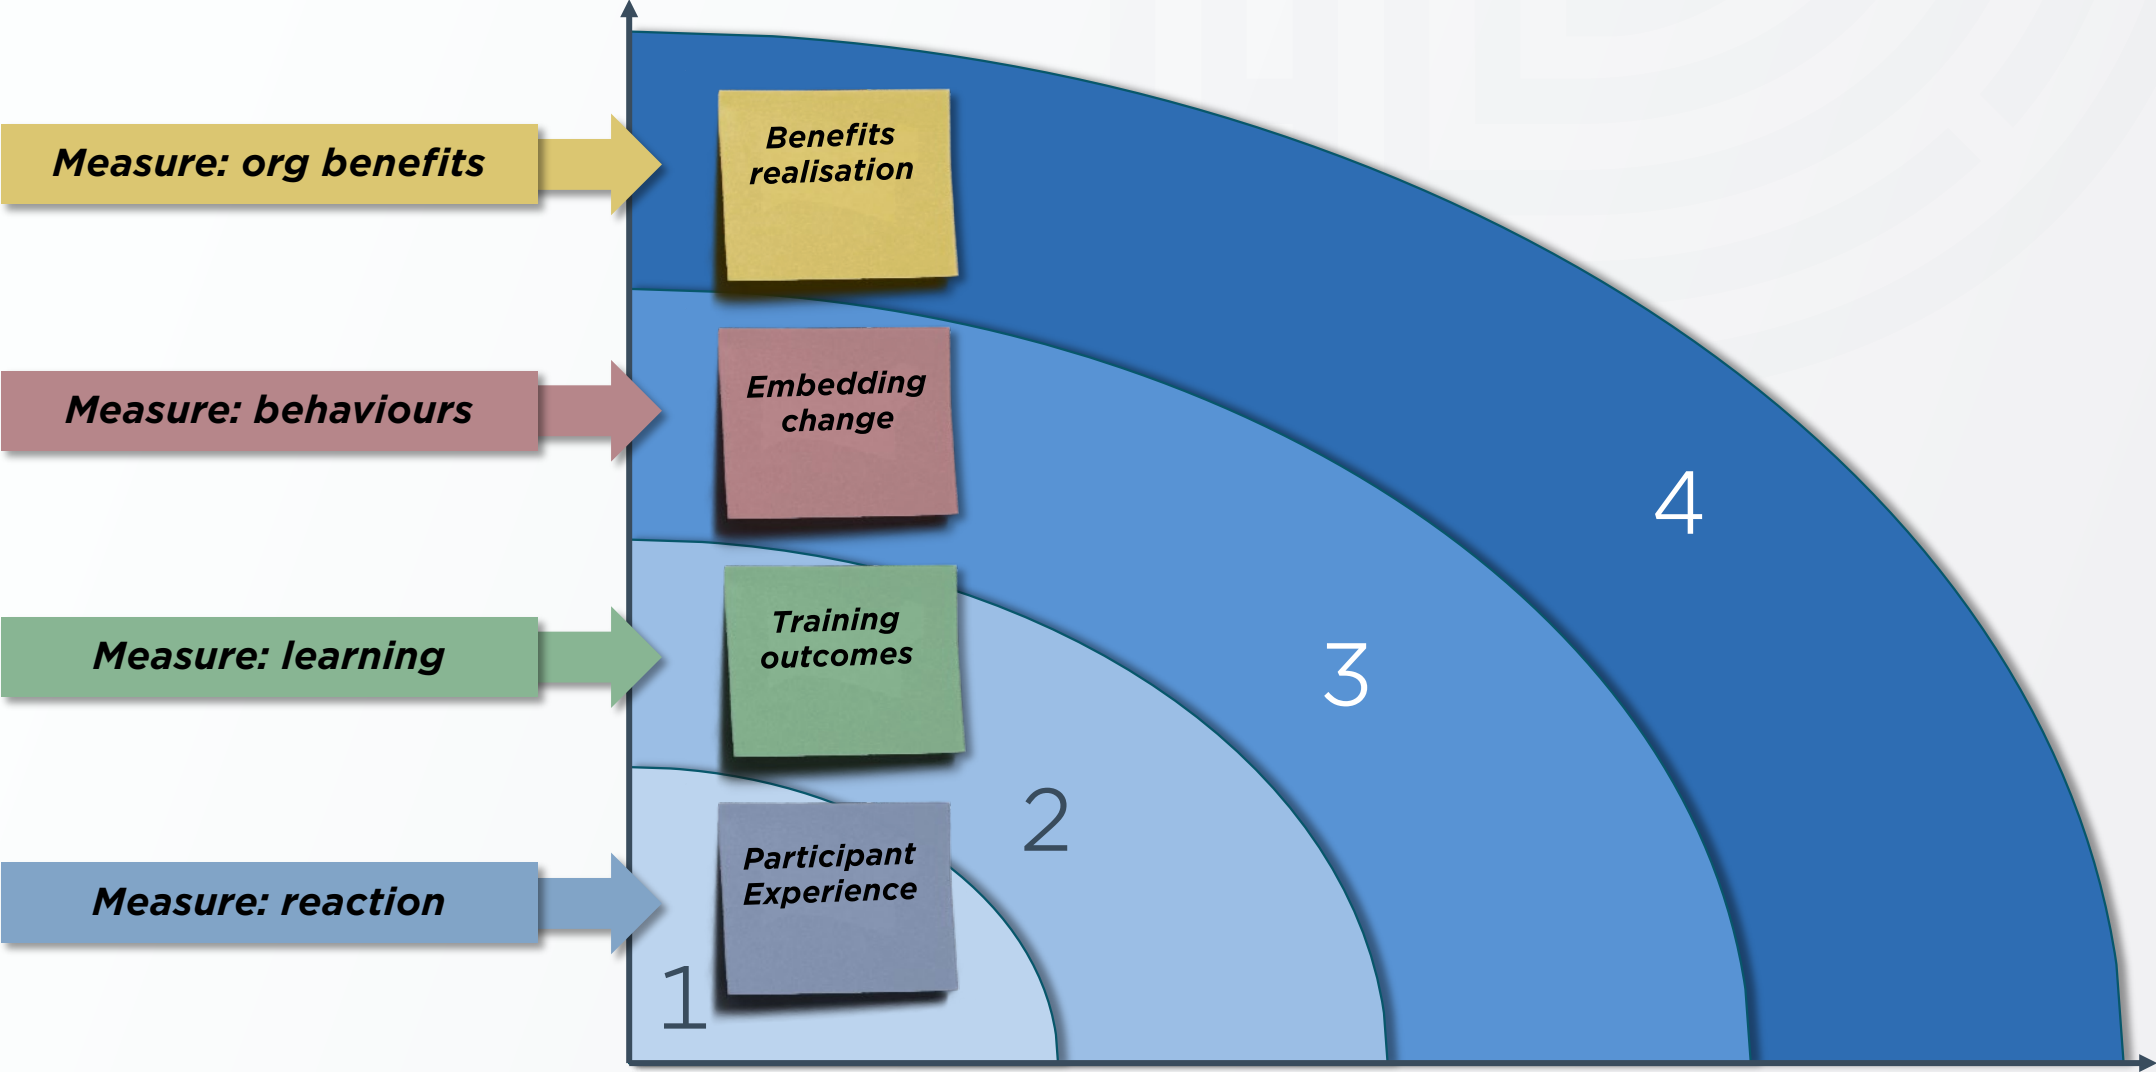 Measure: org benefits
Benefits
realisation
Measure: behaviours
Embedding
change
4
Measure: learning
Training
outcomes
3
2
Measure: reaction
Participant
Experience
1